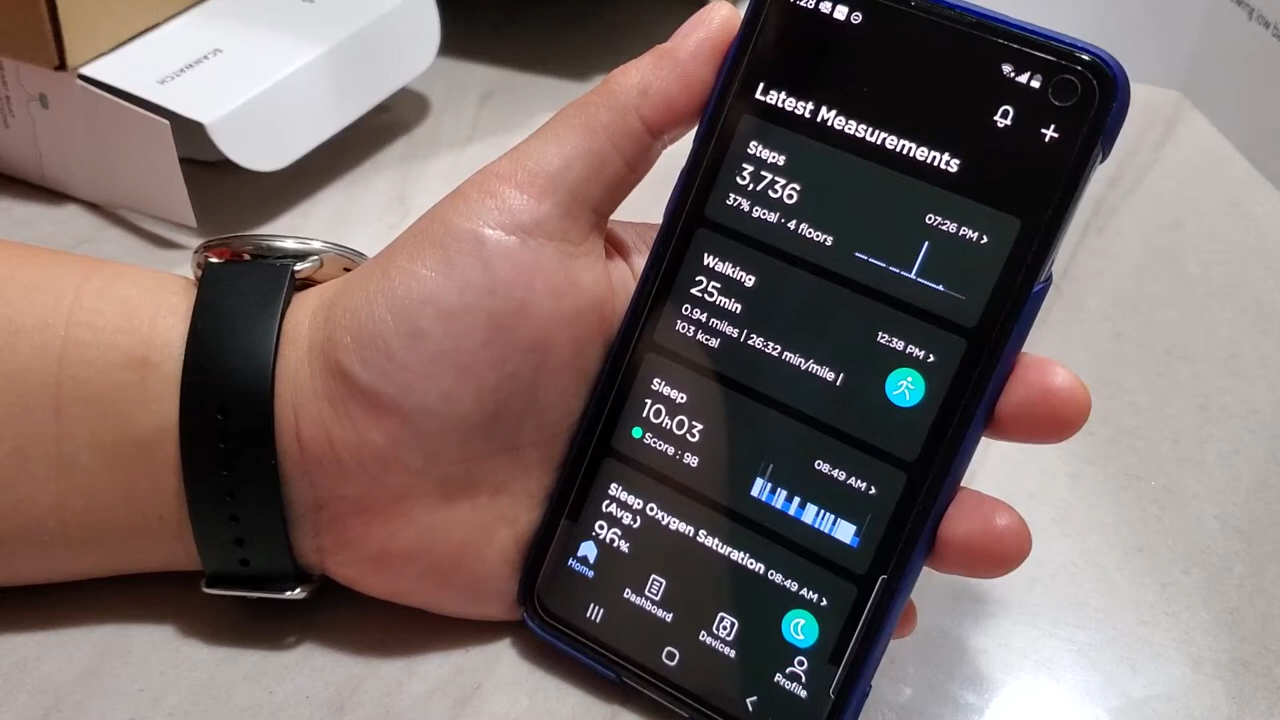 SCANWATCH
:28
Latest Measurements
Steps
3,736
37% goal · 4 floors
07:26 PM >
Walking
25min
0.94 miles | 26:32 min/mile |
103 kcal
12:38 PM >
Sleep
10h03
Score : 98
08:49 AM >
Sleep Oxygen Saturation
(Avg.)
08:49 AM >
96%
Home
Dashboard
Devices
Profile